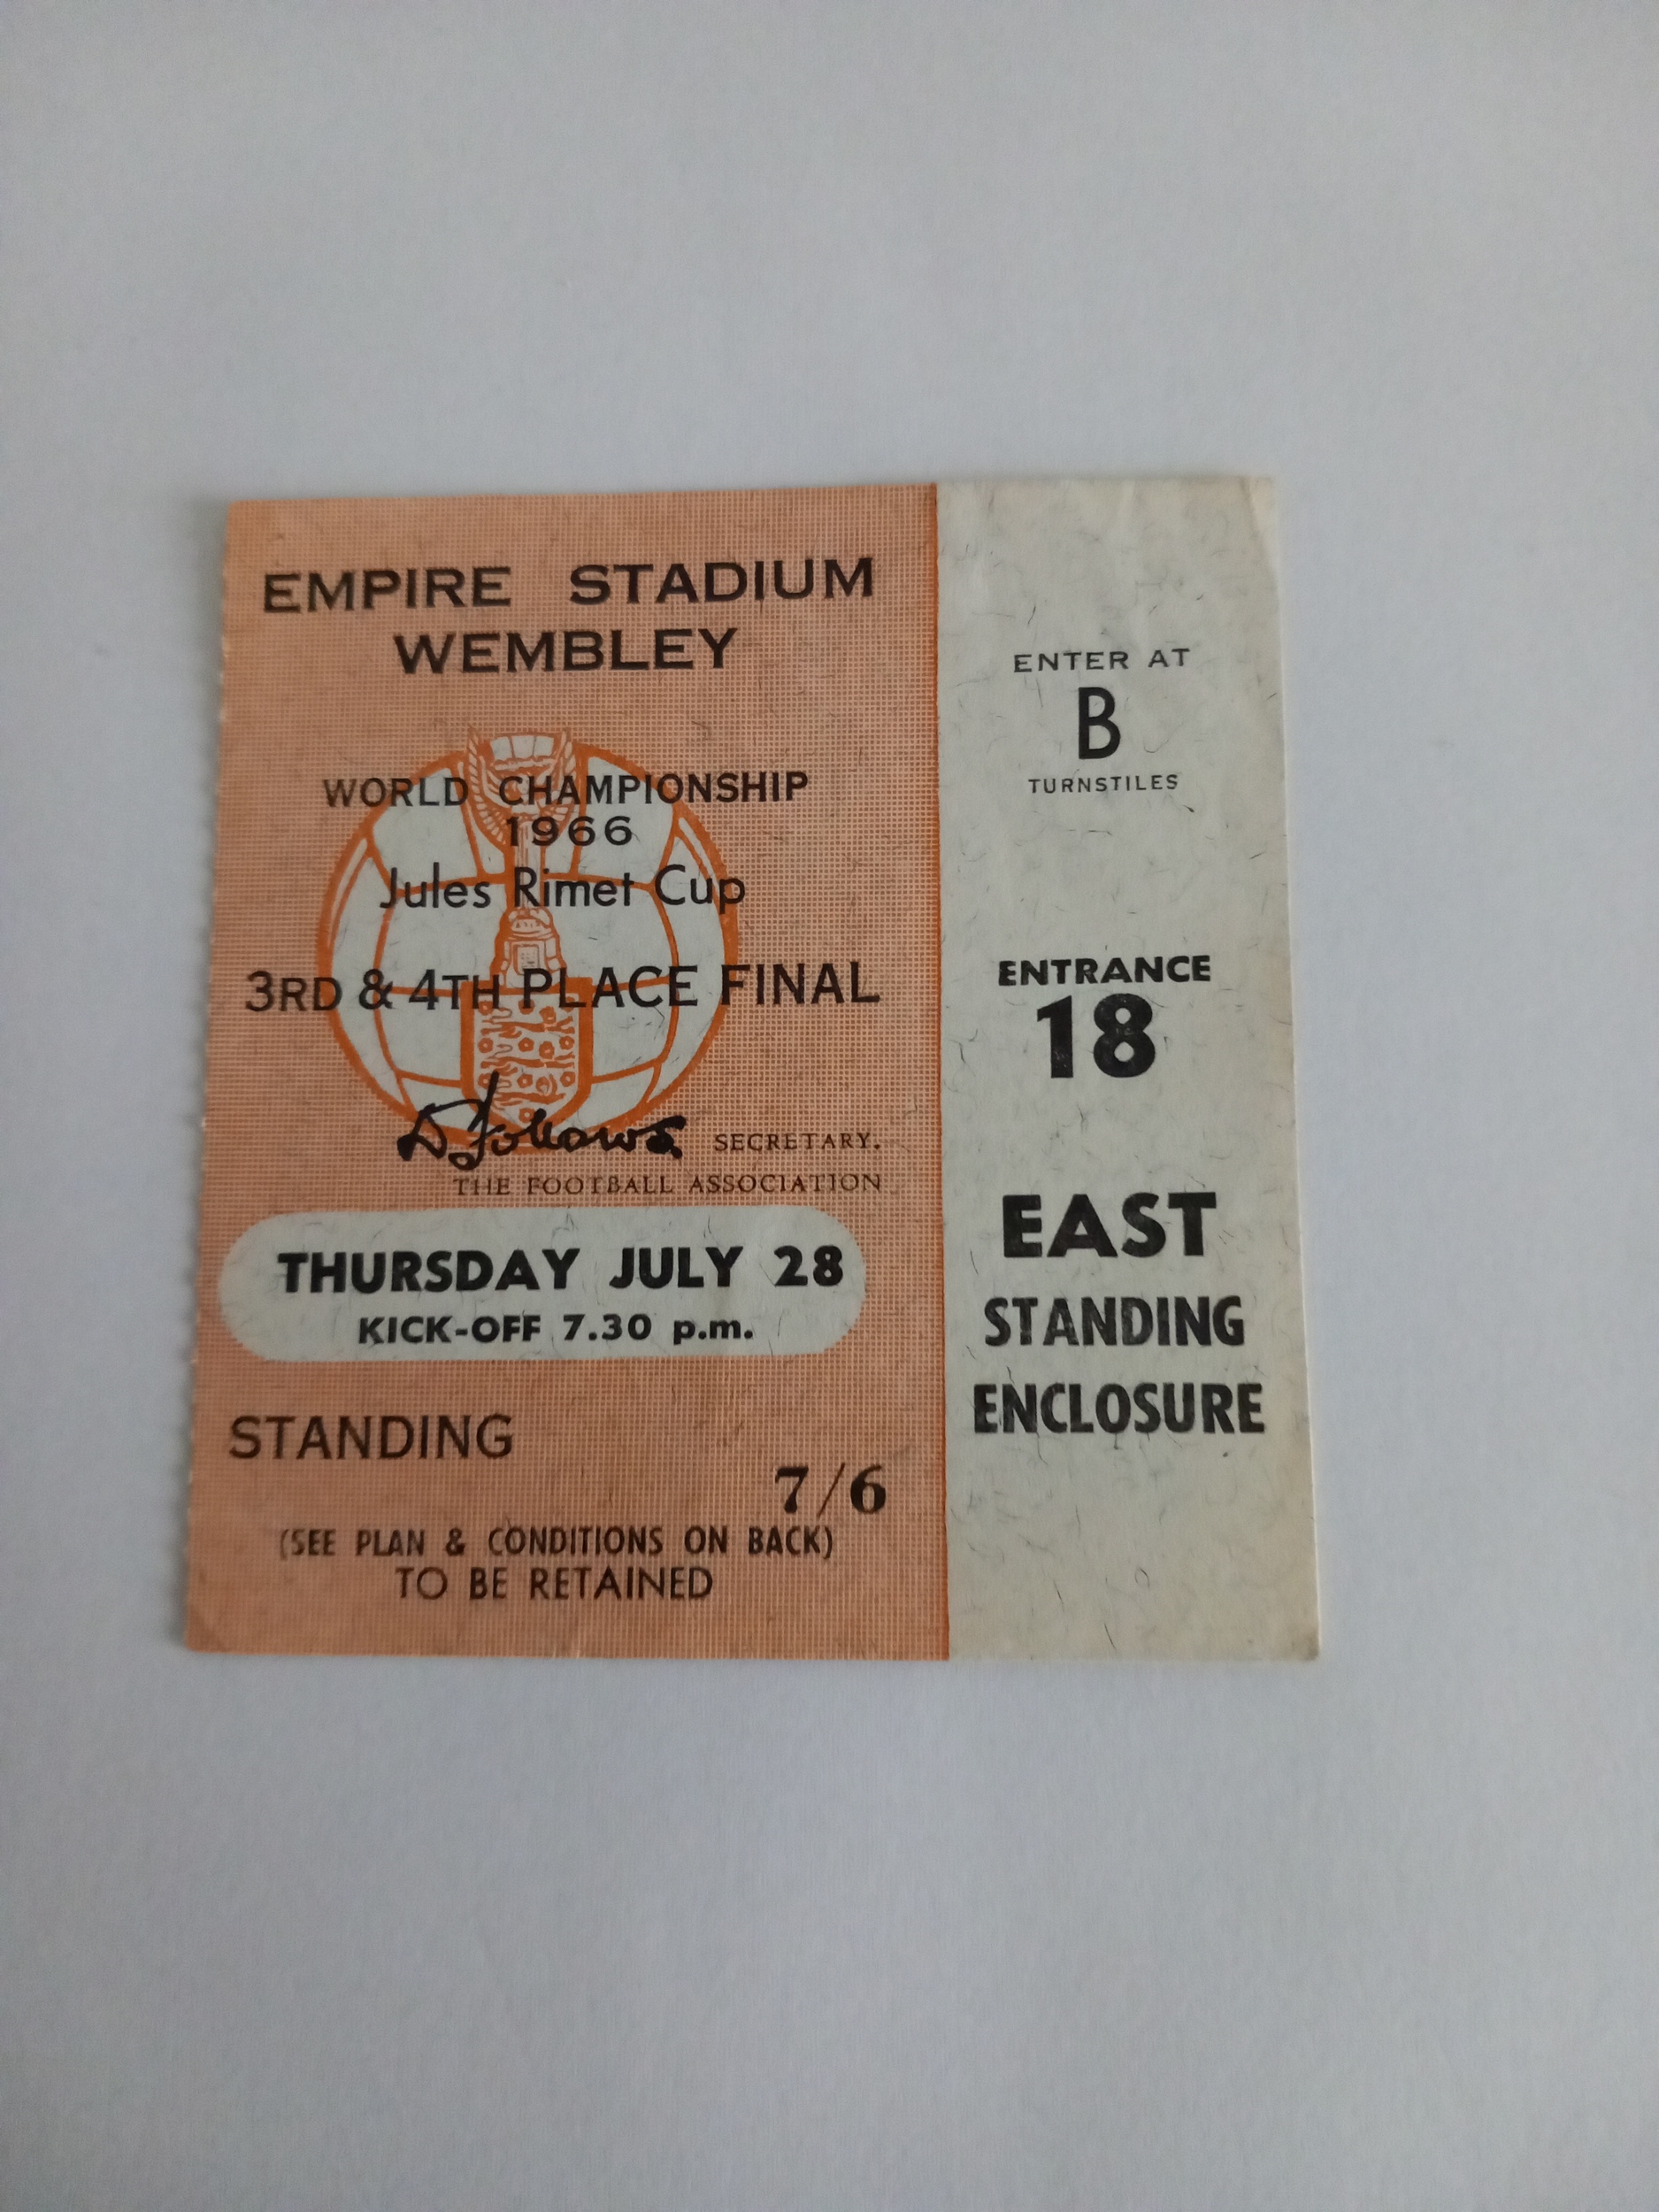 EMPIRE STADIUM
WEMBLEY
WORLD CHAMPIONSHIP
1966
Jules Rimet Cup
3RD & 4TH PLACE FINAL
D Follows SECRETARY.
THE FOOTBALL ASSOCIATION
THURSDAY JULY 28
KICK-OFF 7.30 p.m.
STANDING
7/6
(SEE PLAN & CONDITIONS ON BACK)
TO BE RETAINED
ENTER AT
B
TURNSTILES
ENTRANCE
18
EAST
STANDING
ENCLOSURE